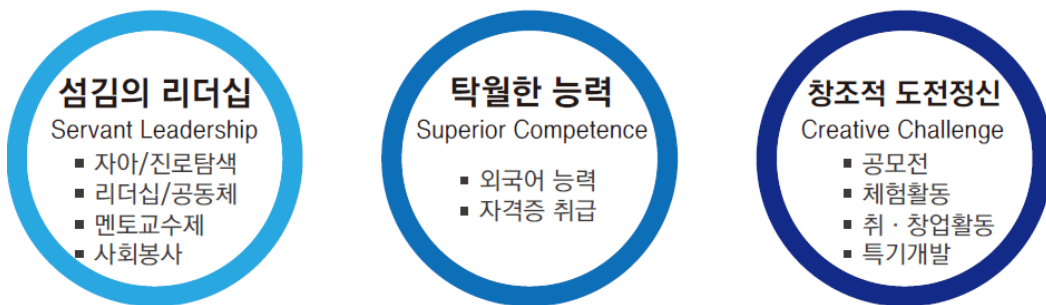 섬김의 리더십
Servant Leadership
▪ 자아/진로탐색
▪ 리더십/공동체
▪ 멘토교수제
▪ 사회봉사
탁월한 능력
Superior Competence
▪ 외국어 능력
▪ 자격증 취급
창조적 도전정신
Creative Challenge
▪ 공모전
▪ 체험활동
▪ 취 · 창업활동
▪ 특기개발